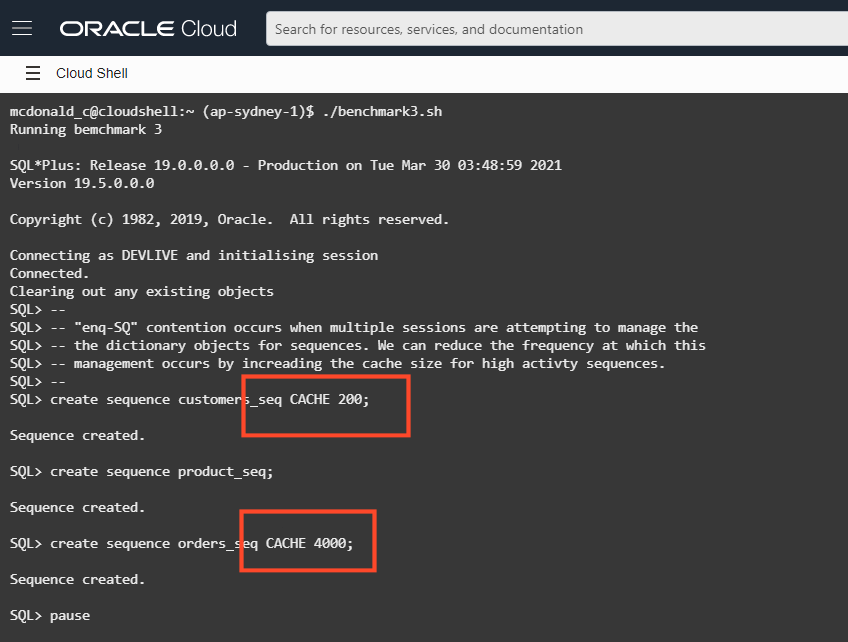 ORACLE Cloud
Search for resources, services, and documentation
Cloud Shell
mcdonald_c@cloudshell:~ (ap-sydney-1)$ ./benchmark3.sh
Running bemchmark 3
SQL*Plus: Release 19.0.0.0.0 - Production on Tue Mar 30 03:48:59 2021
Version 19.5.0.0.0
Copyright (c) 1982, 2019, Oracle.  All rights reserved.
Connecting as DEVLIVE and initialising session
Connected.
Clearing out any existing objects
SQL> --
SQL> -- "enq-SQ" contention occurs when multiple sessions are attempting to manage the
SQL> -- the dictionary objects for sequences. We can reduce the frequency at which this
SQL> -- management occurs by increading the cache size for high activty sequences.
SQL> --
SQL> create sequence customers_seq CACHE 200;
Sequence created.
SQL> create sequence product_seq;
Sequence created.
SQL> create sequence orders_seq CACHE 4000;
Sequence created.
SQL> pause